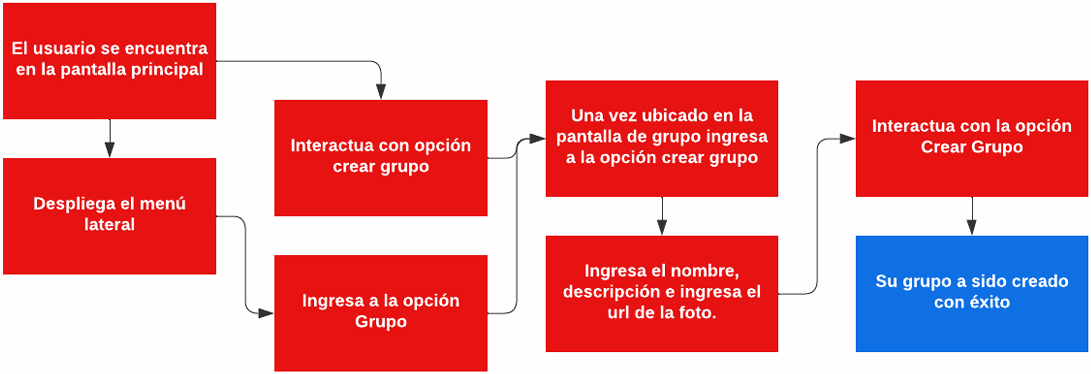 El usuario se encuentra
en la pantalla principal
Despliega el menú
lateral
Interactua con opción
crear grupo
Ingresa a la opción
Grupo
Una vez ubicado en la
pantalla de grupo ingresa
a la opción crear grupo
Ingresa el nombre,
descripción e ingresa el
url de la foto.
Interactua con la opción
Crear Grupo
Su grupo a sido creado
con éxito